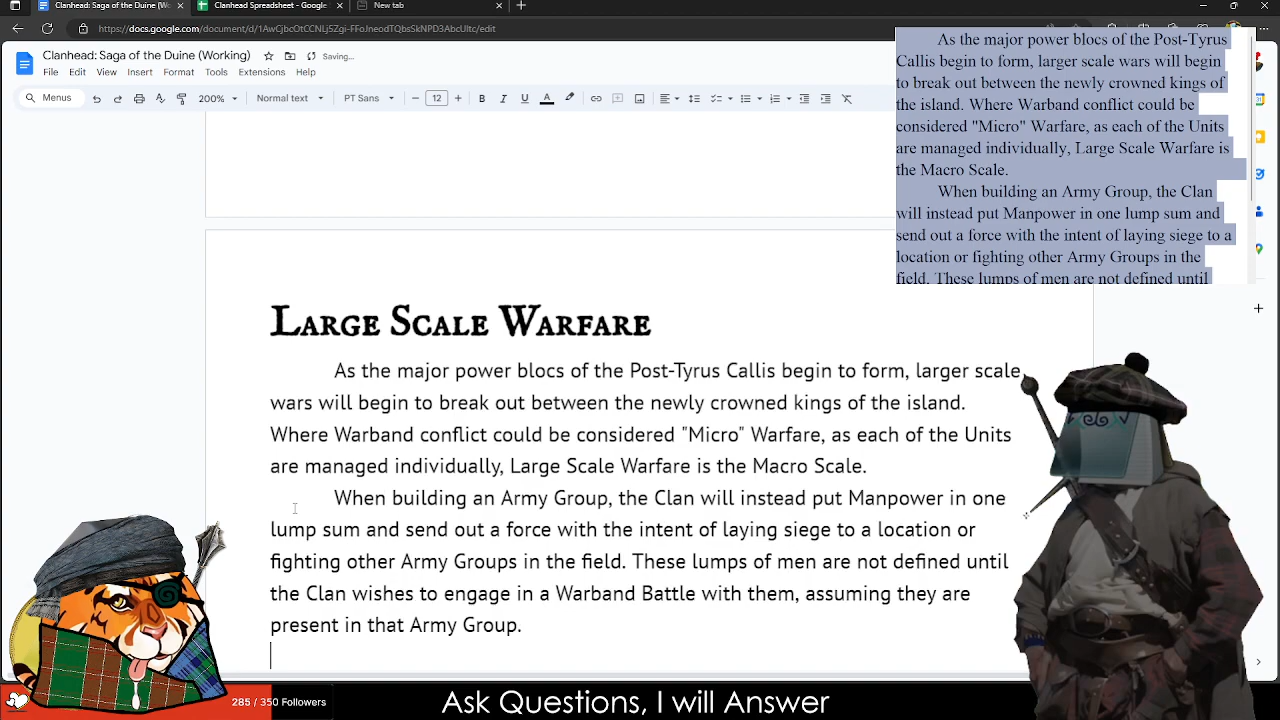 Clanhead: Saga of the Duine (W
Clanhead Spreedsheet - Google
New tab
https://docs.google.com/document/d/1AwCjbcOtCCNLj5Zgi-FFoJneodTQbsSkNPD3AbcUltc/edit
Clanhead: Saga of the Duine (Working)
Saving...
File Edit View Insert Format Tools Extensions Help
Menus 200% Normal text PT Sans 12 B I U A
Large Scale Warfare
As the major power blocs of the Post-Tyrus Callis begin to form, larger scale
wars will begin to break out between the newly crowned kings of the island.
Where Warband conflict could be considered "Micro" Warfare, as each of the Units
are managed individually, Large Scale Warfare is the Macro Scale.
When building an Army Group, the Clan will instead put Manpower in one
lump sum and send out a force with the intent of laying siege to a location or
fighting other Army Groups in the field. These lumps of men are not defined until
the Clan wishes to engage in a Warband Battle with them, assuming they are
present in that Army Group.
As the major power blocs of the Post-Tyrus
Callis begin to form, larger scale wars will begin
to break out between the newly crowned kings of
the island. Where Warband conflict could be
considered "Micro" Warfare, as each of the Units
are managed individually, Large Scale Warfare is
the Macro Scale.
When building an Army Group, the Clan
will instead put Manpower in one lump sum and
send out a force with the intent of laying siege to a
location or fighting other Army Groups in the
field. These lumps of men are not defined until
285 / 350 Followers
Ask Questions, I will Answer